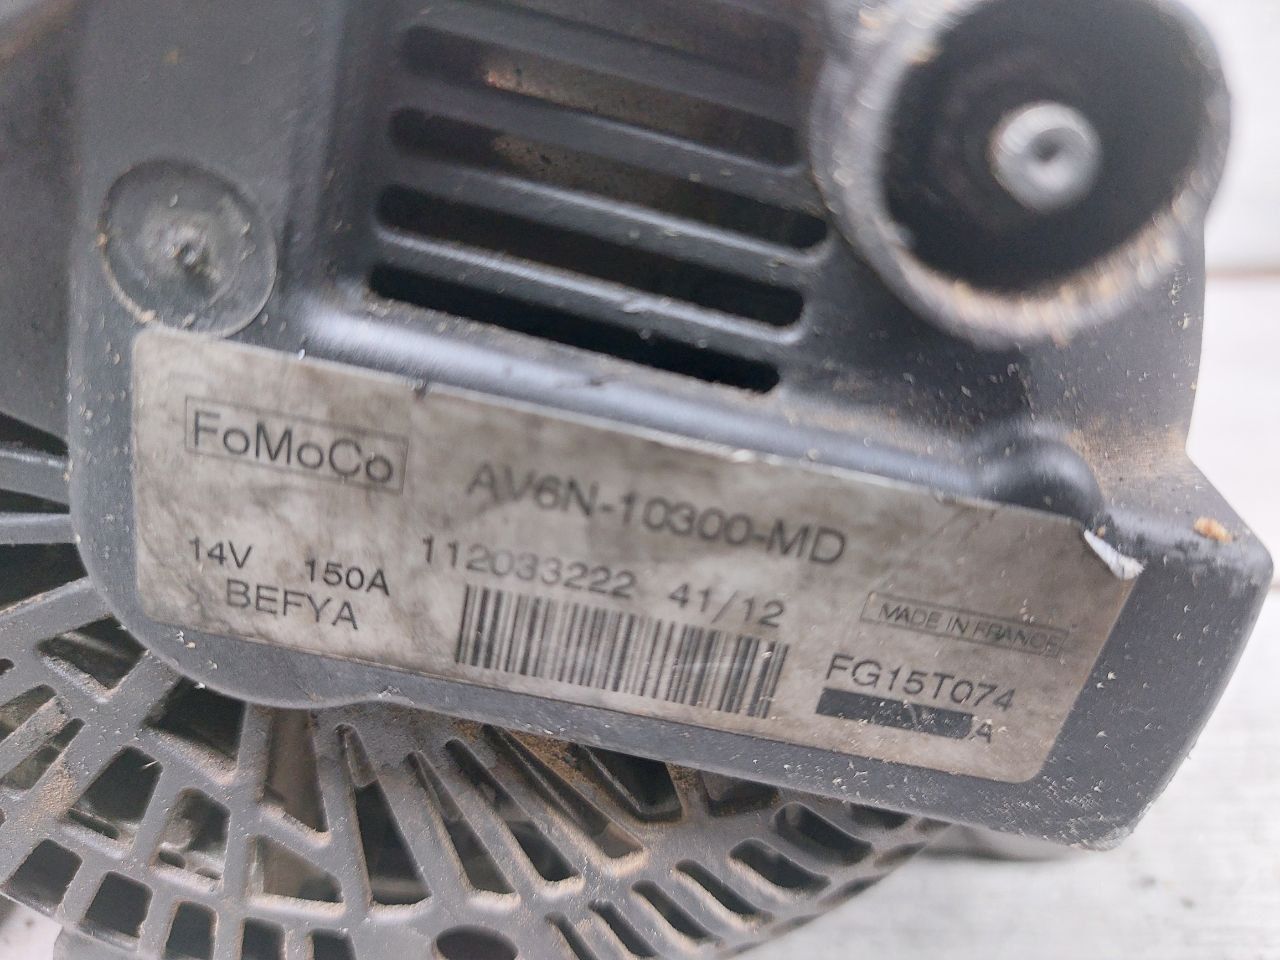 FoMoCo
AV6N-10300-MD
14V 150A
112033222 41/12
BEFYA
MADE IN FRANCE
FG15T074
A